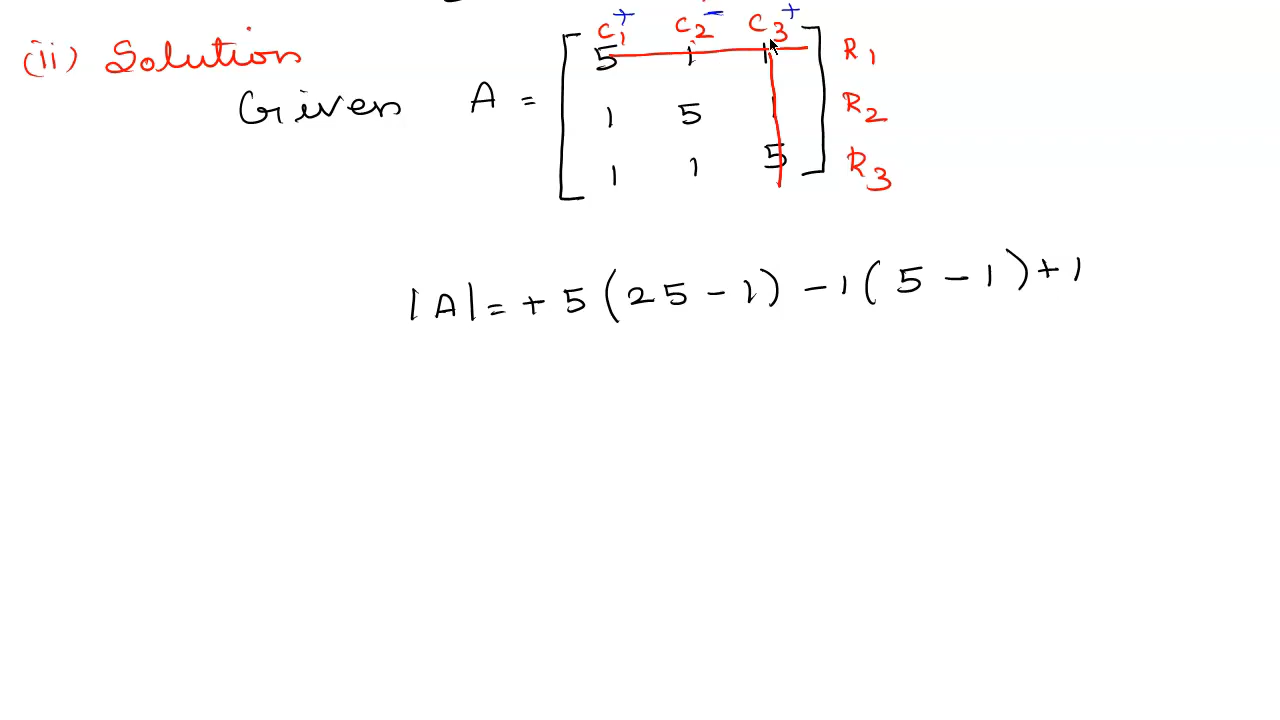 C₁⁺ C₂⁻ C₃⁺
(ii) Solution
5 1 1 R₁
Given A =
1 5 1 R₂
1 1 5 R₃
|A| = + 5 (25 - 1) - 1 (5 - 1) + 1